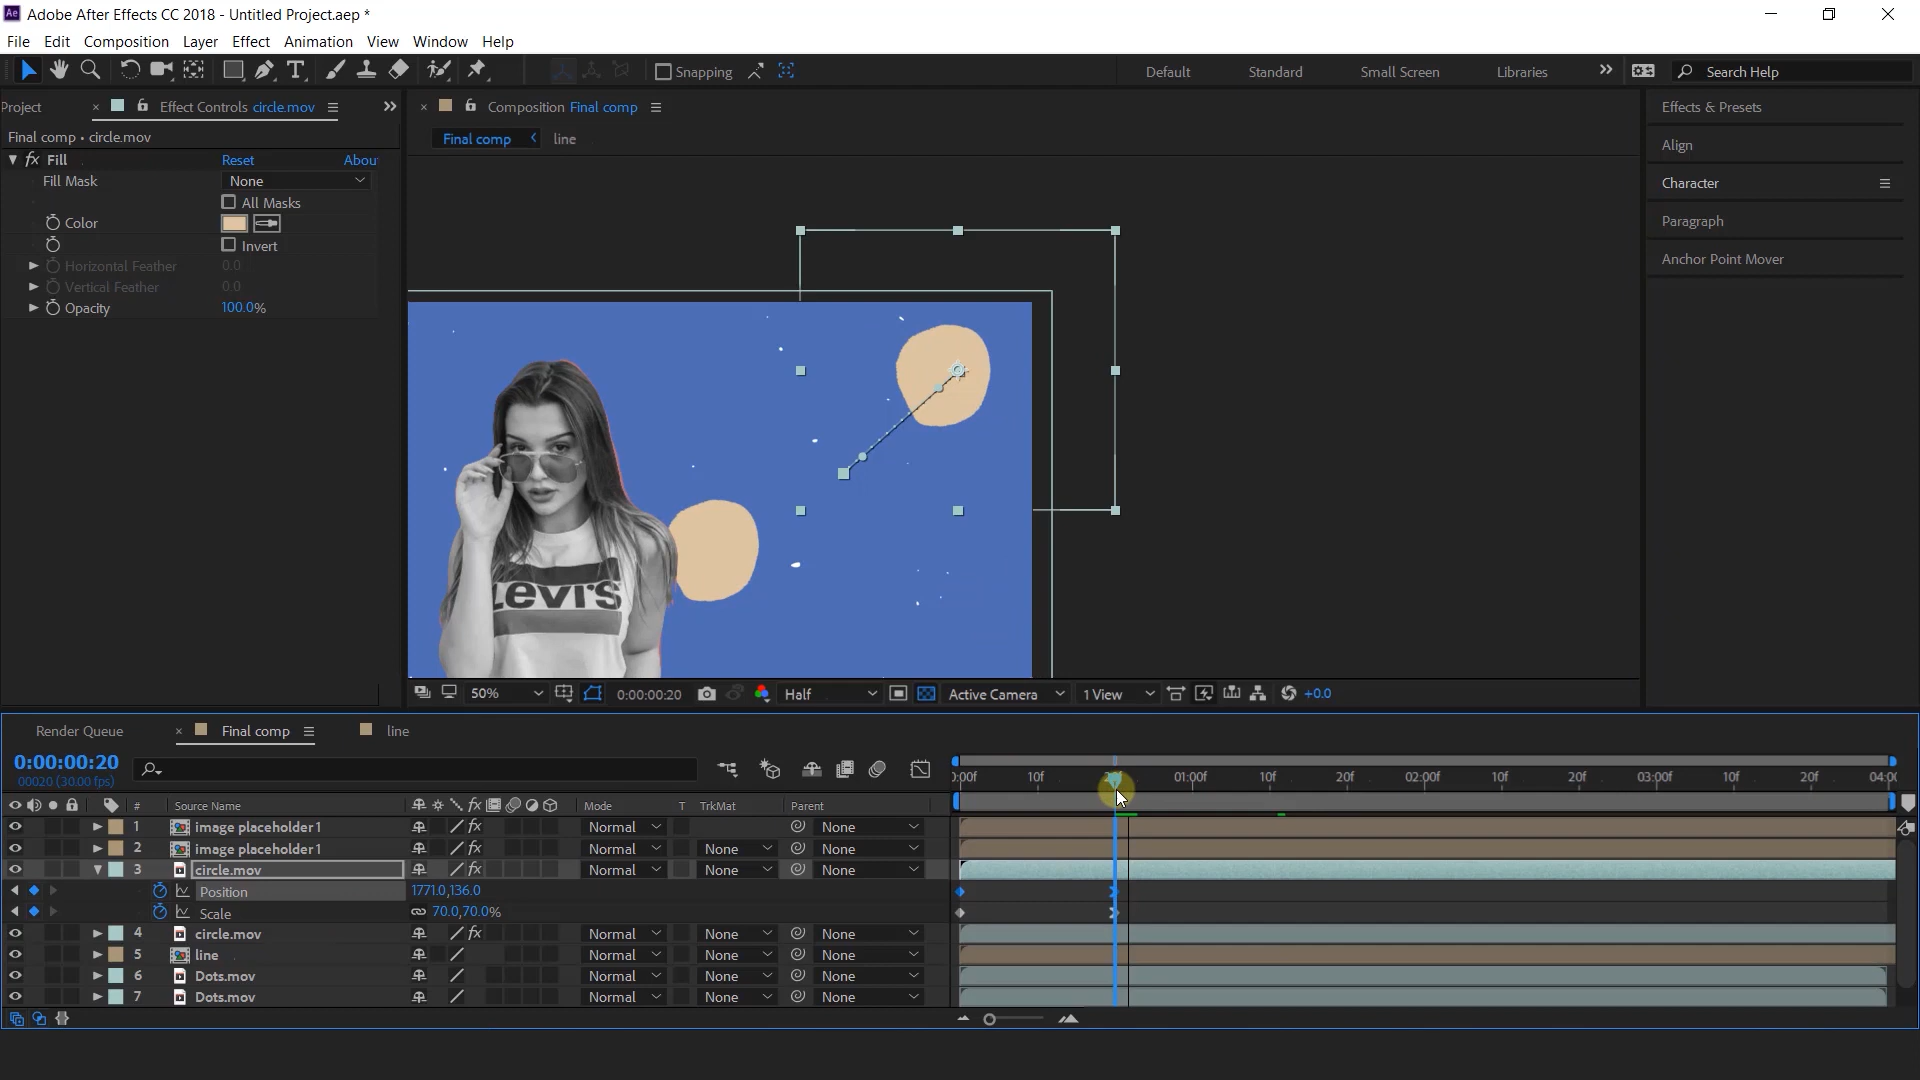 Adobe After Effects CC 2018 - Untitled Project.aep *
File Edit Composition Layer Effect Animation View Window Help
Snapping Default Standard Small Screen Libraries Search Help
Project Effect Controls circle.mov Composition Final comp Effects & Presets
Final comp • circle.mov
Final comp line
Align
Fill Reset Abou
Fill Mask None
Character
All Masks
Color
Paragraph
Invert
Horizontal Feather 0.0
Anchor Point Mover
Vertical Feather 0.0
Opacity 100.0%
LEVI'S
50% 0:00:00:20 Half Active Camera 1 View +0.0
Render Queue Final comp line
0:00:00:20
00020 (30.00 fps)
0:00f 10f 20f 01:00f 10f 20f 02:00f 10f 20f 03:00f 10f 20f 04:00
# Source Name Mode T TrkMat Parent
1 image placeholder1 Normal None
2 image placeholder1 Normal None None
3 circle.mov Normal None None
Position 1771.0,136.0
Scale 70.0,70.0%
4 circle.mov Normal None None
5 line Normal None None
6 Dots.mov Normal None None
7 Dots.mov Normal None None